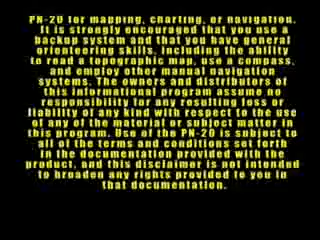 PN-20 for mapping, charting, or navigation.
It is strongly encouraged that you use a
backup system and that you have general
orienteering skills, including the ability
to read a topographic map, use a compass,
and employ other manual navigation
systems. The owners and distributors of
this informational program assume no
responsibility for any resulting loss or
liability of any kind with respect to the use
of any of the material or subject matter in
this program. Use of the PN-20 is subject to
all of the terms and conditions set forth
in the documentation provided with the
product, and this disclaimer is not intended
to broaden any rights provided to you in
that documentation.